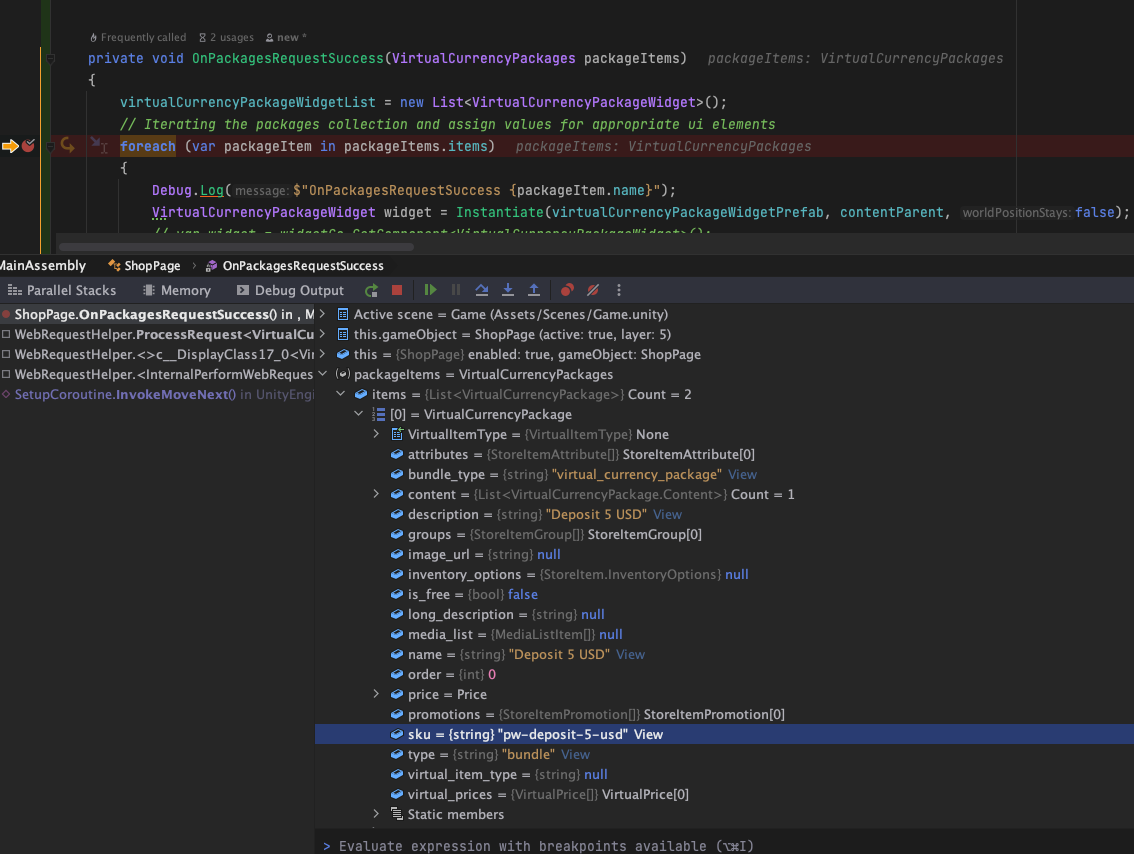 Frequently called 2 usages new *
private void OnPackagesRequestSuccess(VirtualCurrencyPackages packageItems) packageItems: VirtualCurrencyPackages
{
virtualCurrencyPackageWidgetList = new List<VirtualCurrencyPackageWidget>();
// Iterating the packages collection and assign values for appropriate ui elements
foreach (var packageItem in packageItems.items) packageItems: VirtualCurrencyPackages
{
Debug.Log(message: $"OnPackagesRequestSuccess {packageItem.name}");
VirtualCurrencyPackageWidget widget = Instantiate(virtualCurrencyPackageWidgetPrefab, contentParent, worldPositionStays: false);
// var widget = widgetGo.GetComponent<VirtualCurrencyPackageWidget>();
MainAssembly ShopPage > OnPackagesRequestSuccess
Parallel Stacks Memory Debug Output
ShopPage.OnPackagesRequestSuccess() in , M
WebRequestHelper.ProcessRequest<VirtualCu
WebRequestHelper.<>c__DisplayClass17_0<Vi
WebRequestHelper.<InternalPerformWebReques
SetupCoroutine.InvokeMoveNext() in UnityEngi
Active scene = Game (Assets/Scenes/Game.unity)
this.gameObject = ShopPage (active: true, layer: 5)
this = {ShopPage} enabled: true, gameObject: ShopPage
packageItems = VirtualCurrencyPackages
items = {List<VirtualCurrencyPackage>} Count = 2
[0] = VirtualCurrencyPackage
VirtualItemType = {VirtualItemType} None
attributes = {StoreItemAttribute[]} StoreItemAttribute[0]
bundle_type = {string} "virtual_currency_package" View
content = {List<VirtualCurrencyPackage.Content>} Count = 1
description = {string} "Deposit 5 USD" View
groups = {StoreItemGroup[]} StoreItemGroup[0]
image_url = {string} null
inventory_options = {StoreItem.InventoryOptions} null
is_free = {bool} false
long_description = {string} null
media_list = {MediaListItem[]} null
name = {string} "Deposit 5 USD" View
order = {int} 0
price = Price
promotions = {StoreItemPromotion[]} StoreItemPromotion[0]
sku = {string} "pw-deposit-5-usd" View
type = {string} "bundle" View
virtual_item_type = {string} null
virtual_prices = {VirtualPrice[]} VirtualPrice[0]
Static members
> Evaluate expression with breakpoints available (⌥⌘I)